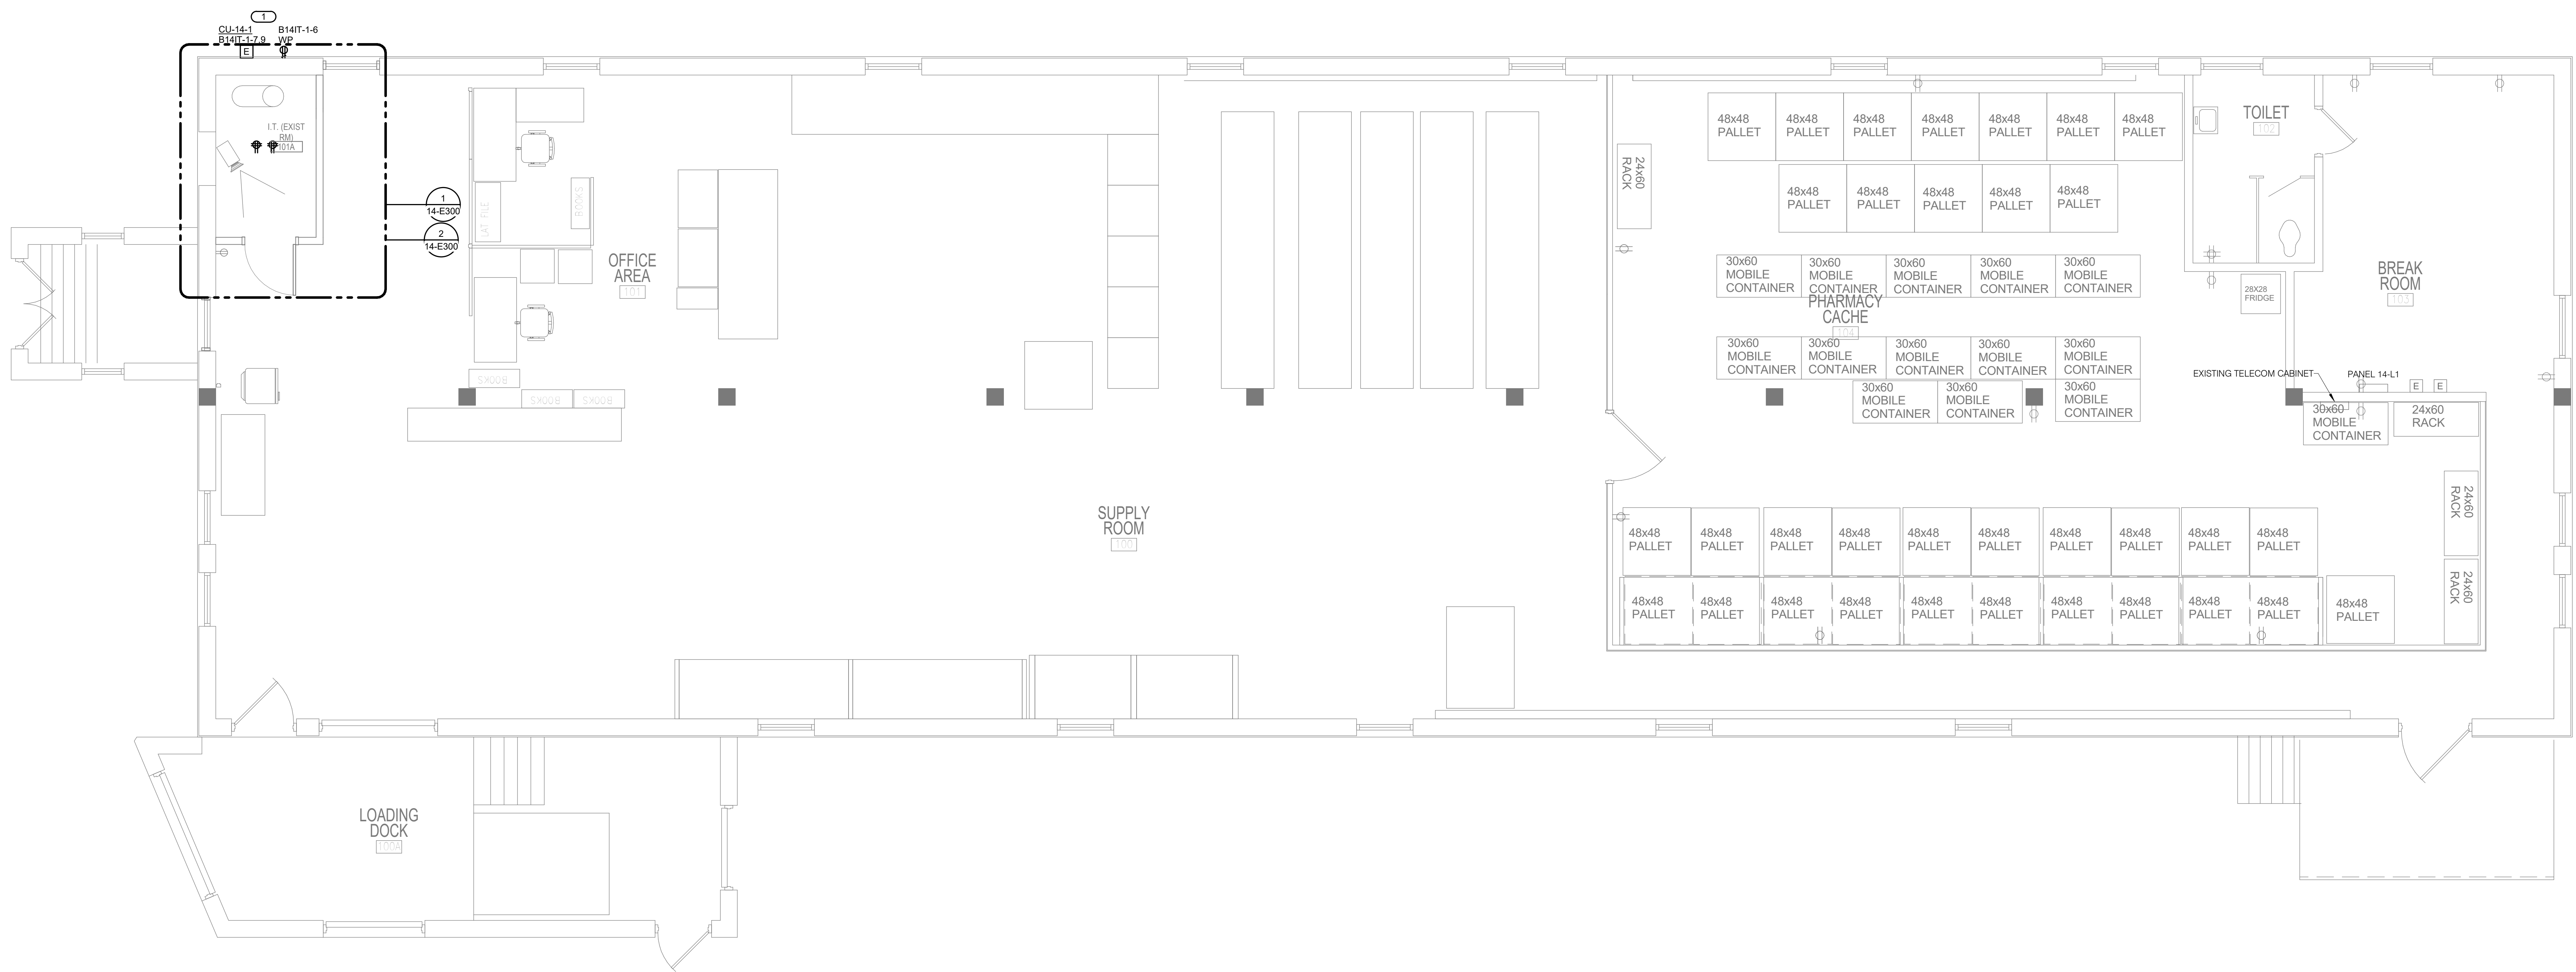 1
CU-14-1
B14IT-1-7,9
B14IT-1-6
WP
E
I.T. (EXIST
RM)
101A
1
14-E300
2
14-E300
LAT FILE
BOOKS
OFFICE
AREA
101
BOOKS
BOOKS
BOOKS
SUPPLY
ROOM
100
LOADING
DOCK
100A
24x60
RACK
48x48
PALLET
48x48
PALLET
48x48
PALLET
48x48
PALLET
48x48
PALLET
48x48
PALLET
48x48
PALLET
48x48
PALLET
48x48
PALLET
48x48
PALLET
48x48
PALLET
48x48
PALLET
30x60
MOBILE
CONTAINER
30x60
MOBILE
CONTAINER
30x60
MOBILE
CONTAINER
30x60
MOBILE
CONTAINER
30x60
MOBILE
CONTAINER
PHARMACY
CACHE
104
30x60
MOBILE
CONTAINER
30x60
MOBILE
CONTAINER
30x60
MOBILE
CONTAINER
30x60
MOBILE
CONTAINER
30x60
MOBILE
CONTAINER
30x60
MOBILE
CONTAINER
30x60
MOBILE
CONTAINER
30x60
MOBILE
CONTAINER
TOILET
102
28X28
FRIDGE
BREAK
ROOM
103
EXISTING TELECOM CABINET
PANEL 14-L1
E
E
30x60
MOBILE
CONTAINER
24x60
RACK
24x60
RACK
24x60
RACK
48x48
PALLET
48x48
PALLET
48x48
PALLET
48x48
PALLET
48x48
PALLET
48x48
PALLET
48x48
PALLET
48x48
PALLET
48x48
PALLET
48x48
PALLET
48x48
PALLET
48x48
PALLET
48x48
PALLET
48x48
PALLET
48x48
PALLET
48x48
PALLET
48x48
PALLET
48x48
PALLET
48x48
PALLET
48x48
PALLET
48x48
PALLET